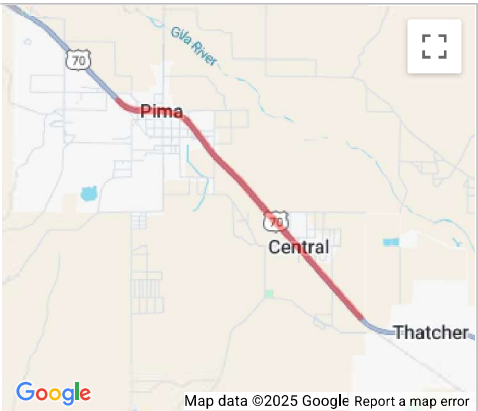 Gila River
70
Pima
70
Central
Thatcher
Google
Map data ©2025 Google Report a map error